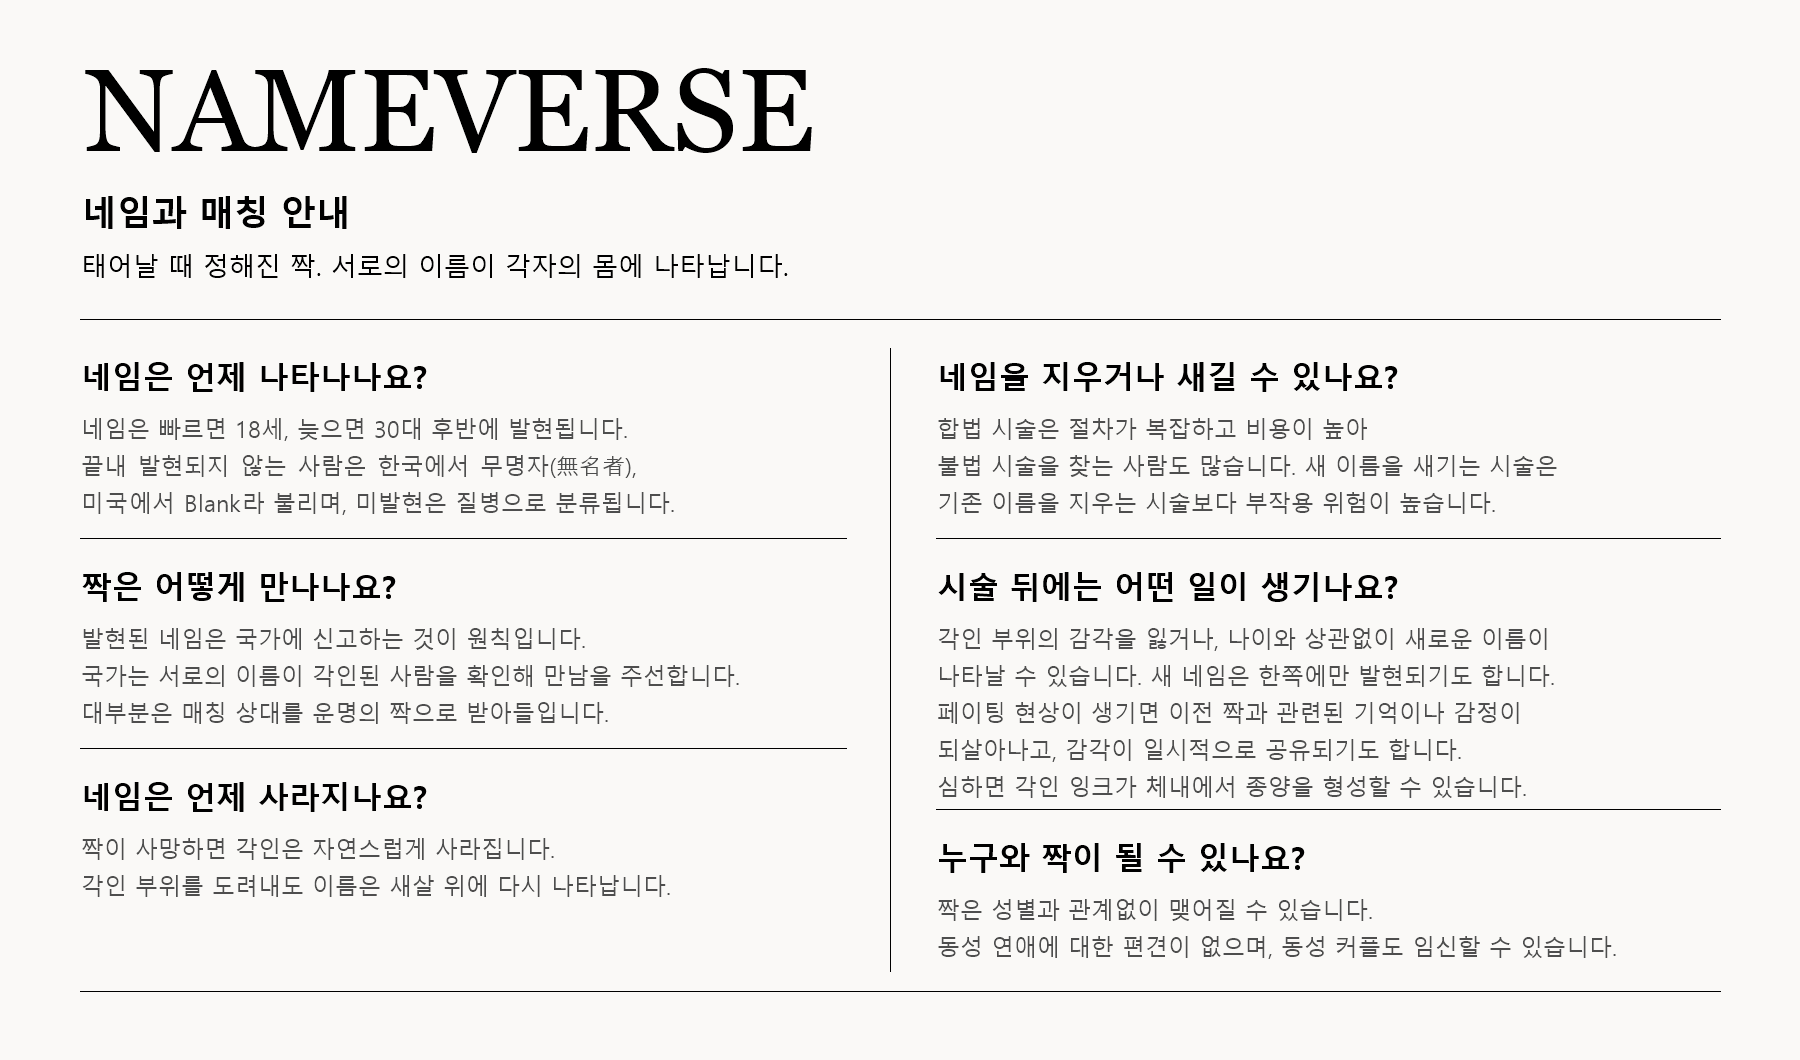 NAMEVERSE
네임과 매칭 안내
태어날 때 정해진 짝. 서로의 이름이 각자의 몸에 나타납니다.
네임은 언제 나타나나요?
네임은 빠르면 18세, 늦으면 30대 후반에 발현됩니다.
끝내 발현되지 않는 사람은 한국에서 무명자(無名者),
미국에서 Blank라 불리며, 미발현은 질병으로 분류됩니다.
짝은 어떻게 만나나요?
발현된 네임은 국가에 신고하는 것이 원칙입니다.
국가는 서로의 이름이 각인된 사람을 확인해 만남을 주선합니다.
대부분은 매칭 상대를 운명의 짝으로 받아들입니다.
네임은 언제 사라지나요?
짝이 사망하면 각인은 자연스럽게 사라집니다.
각인 부위를 도려내도 이름은 새살 위에 다시 나타납니다.
네임을 지우거나 새길 수 있나요?
합법 시술은 절차가 복잡하고 비용이 높아
불법 시술을 찾는 사람도 많습니다. 새 이름을 새기는 시술은
기존 이름을 지우는 시술보다 부작용 위험이 높습니다.
시술 뒤에는 어떤 일이 생기나요?
각인 부위의 감각을 잃거나, 나이와 상관없이 새로운 이름이
나타날 수 있습니다. 새 네임은 한쪽에만 발현되기도 합니다.
페이팅 현상이 생기면 이전 짝과 관련된 기억이나 감정이
되살아나고, 감각이 일시적으로 공유되기도 합니다.
심하면 각인 잉크가 체내에서 종양을 형성할 수 있습니다.
누구와 짝이 될 수 있나요?
짝은 성별과 관계없이 맺어질 수 있습니다.
동성 연애에 대한 편견이 없으며, 동성 커플도 임신할 수 있습니다.